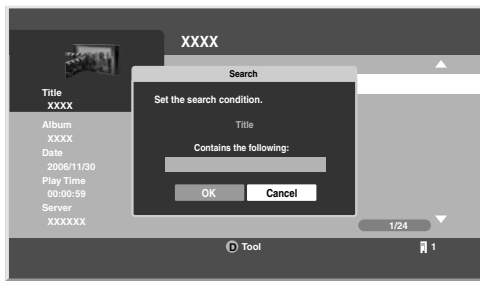 XXXX
Title
XXXX
Album
XXXX
Date
2006/11/30
Play Time
00:00:59
Server
XXXXXX
Search
Set the search condition.
Title
Contains the following:
OK Cancel
1/24
D Tool
1